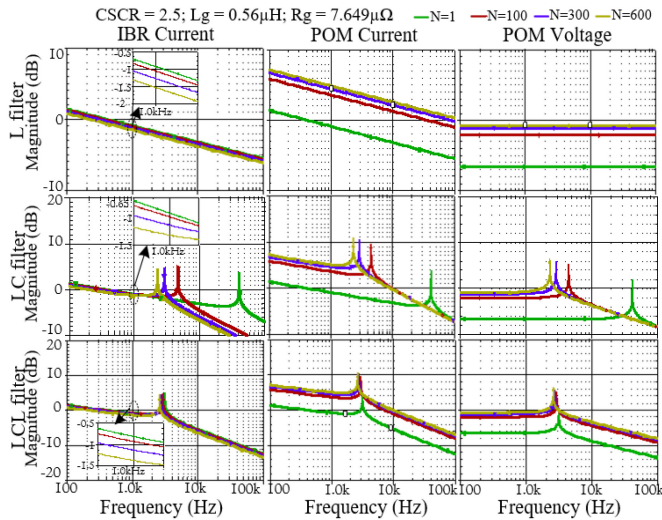 CSCR = 2.5; Lg = 0.56μH; Rg = 7.649μΩ N=1 N=100 N=300 N=600
IBR Current POM Current POM Voltage
L filter
Magnitude (dB)
10
0
-10
-0.5
-1
-1.5
-2
1.0kHz
LC filter
Magnitude (dB)
20
10
0
-10
-0.65
-1
-1.5
1.0kHz
LCL filter
Magnitude (dB)
20
10
0
-10
-20
-0.5
-1
-1.5
1.0kHz
100 1.0k 10k 100k 1.0k 10k 100k 1.0k 10k 100k
Frequency (Hz) Frequency (Hz) Frequency (Hz)